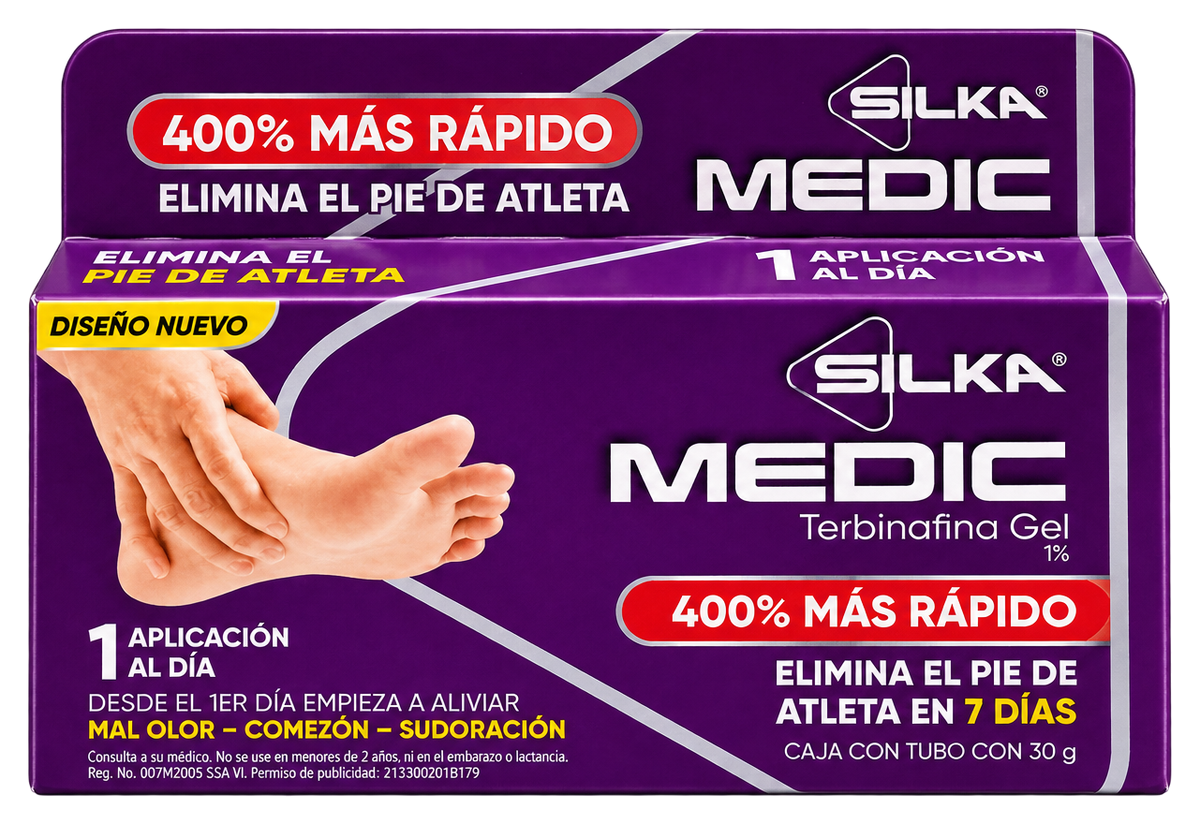 400% MÁS RÁPIDO
ELIMINA EL PIE DE ATLETA
SILKA®
MEDIC
ELIMINA EL
PIE DE ATLETA
1 APLICACIÓN
AL DÍA
DISEÑO NUEVO
SILKA®
MEDIC
Terbinafina Gel
1%
400% MÁS RÁPIDO
ELIMINA EL PIE DE
ATLETA EN 7 DÍAS
CAJA CON TUBO CON 30 g
1 APLICACIÓN
AL DÍA
DESDE EL 1ER DÍA EMPIEZA A ALIVIAR
MAL OLOR – COMEZÓN – SUDORACIÓN
Consulta a su médico. No se use en menores de 2 años, ni en el embarazo o lactancia.
Reg. No. 007M2005 SSA VI. Permiso de publicidad: 213300201B179